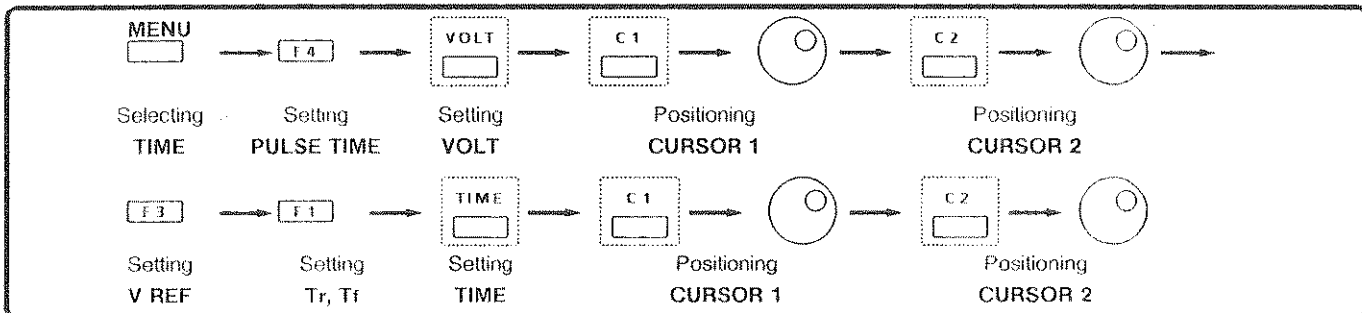 MENU
F4 VOLT C1 C2
Selecting Setting Setting Positioning Positioning
TIME PULSE TIME VOLT CURSOR 1 CURSOR 2
F3 F1 TIME C1 C2
Setting Setting Setting Positioning Positioning
V REF Tr, Tf TIME CURSOR 1 CURSOR 2